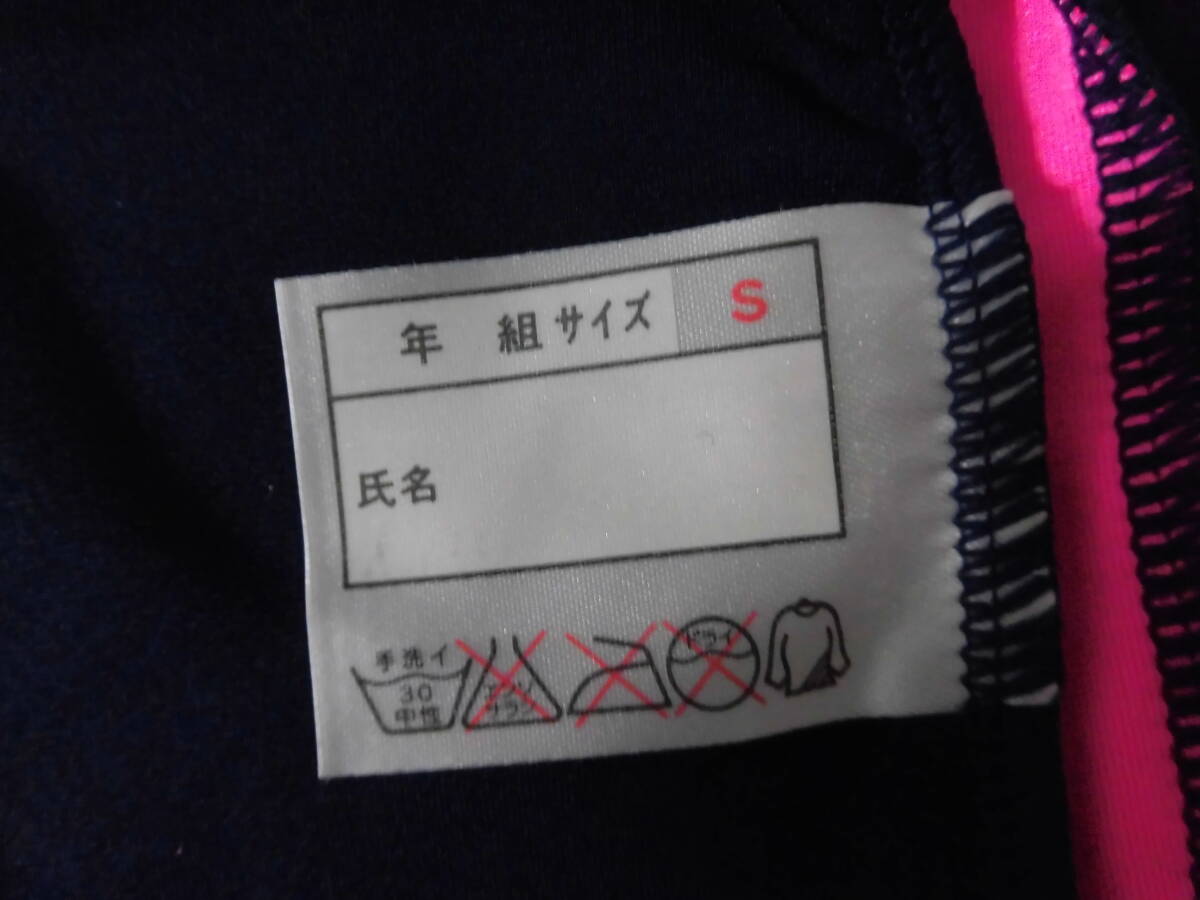 年 組 サイズ S
氏名
手洗イ
30
中性
エンソ
サラシ
ドライ